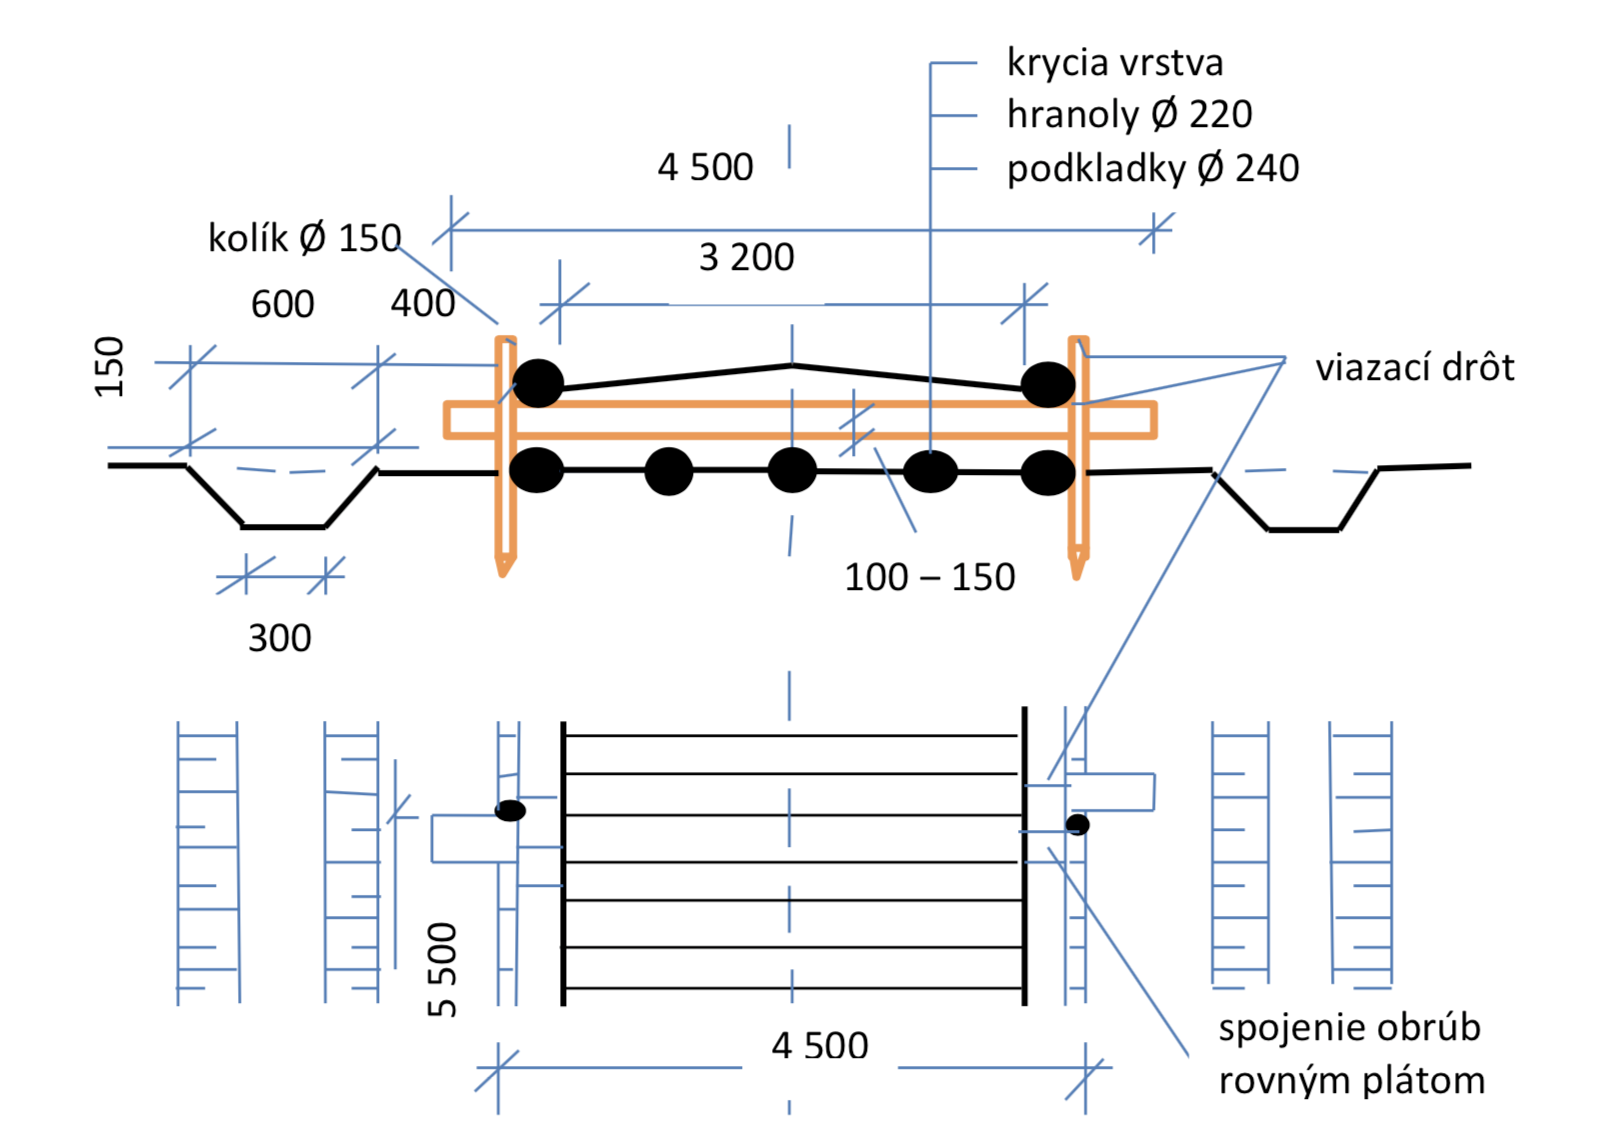 krycia vrstva
hranoly Ø 220
podkladky Ø 240
4 500
kolík Ø 150
3 200
600
400
150
viazací drôt
100 – 150
300
5 500
4 500
spojenie obrúb
rovným plátom